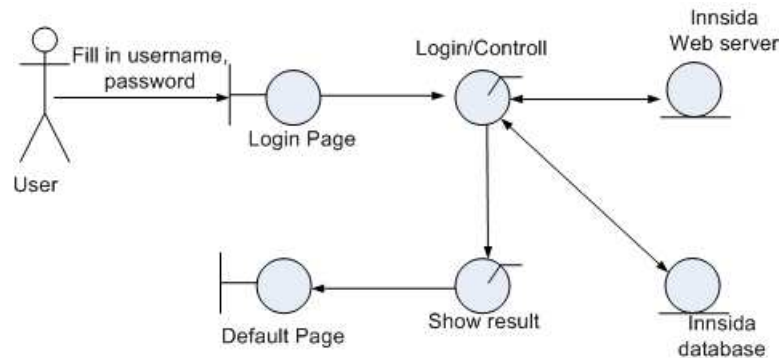 Fill in username,
password
User
Login Page
Login/Controll
Innsida
Web server
Default Page
Show result
Innsida
database